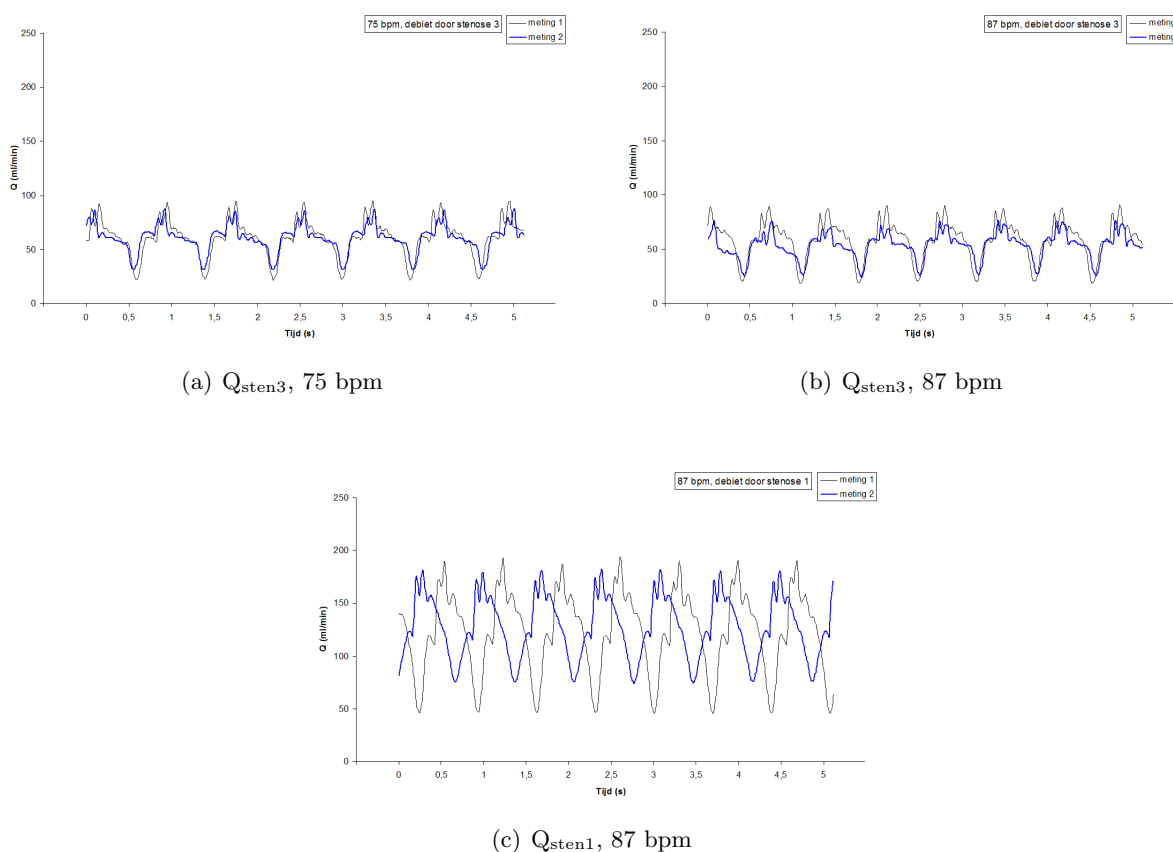 75 bpm, debiet door stenose 3
meting 1
meting 2
250
200
150
100
50
0
Q (ml/min)
0 0,5 1 1,5 2 2,5 3 3,5 4 4,5 5
Tijd (s)
(a) Qsten3, 75 bpm
87 bpm, debiet door stenose 3
meting
meting
250
200
150
100
50
0
Q (ml/min)
0 0,5 1 1,5 2 2,5 3 3,5 4 4,5 5
Tijd (s)
(b) Qsten3, 87 bpm
87 bpm, debiet door stenose 1
meting 1
meting 2
250
200
150
100
50
0
Q (ml/min)
0 0,5 1 1,5 2 2,5 3 3,5 4 4,5 5
Tijd (s)
(c) Qsten1, 87 bpm